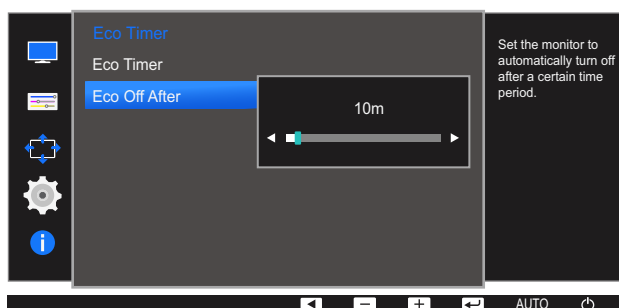 Eco Timer
Eco Timer
Eco Off After
10m
Set the monitor to
automatically turn off
after a certain time
period.
AUTO